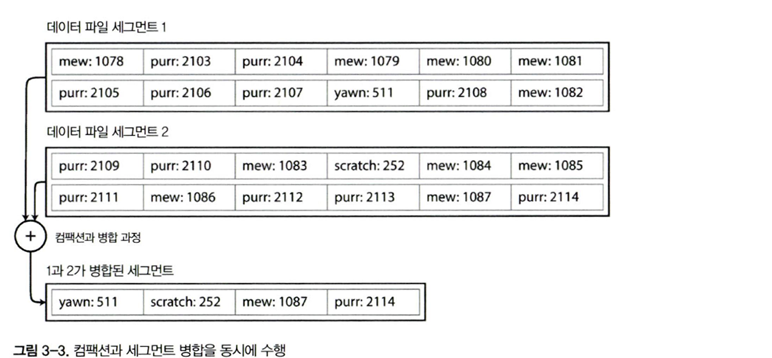 데이터 파일 세그먼트 1
mew: 1078 purr: 2103 purr: 2104 mew: 1079 mew: 1080 mew: 1081
purr: 2105 purr: 2106 purr: 2107 yawn: 511 purr: 2108 mew: 1082
데이터 파일 세그먼트 2
purr: 2109 purr: 2110 mew: 1083 scratch: 252 mew: 1084 mew: 1085
purr: 2111 mew: 1086 purr: 2112 purr: 2113 mew: 1087 purr: 2114
+ 컴팩션과 병합 과정
1과 2가 병합된 세그먼트
yawn: 511 scratch: 252 mew: 1087 purr: 2114
그림 3-3. 컴팩션과 세그먼트 병합을 동시에 수행